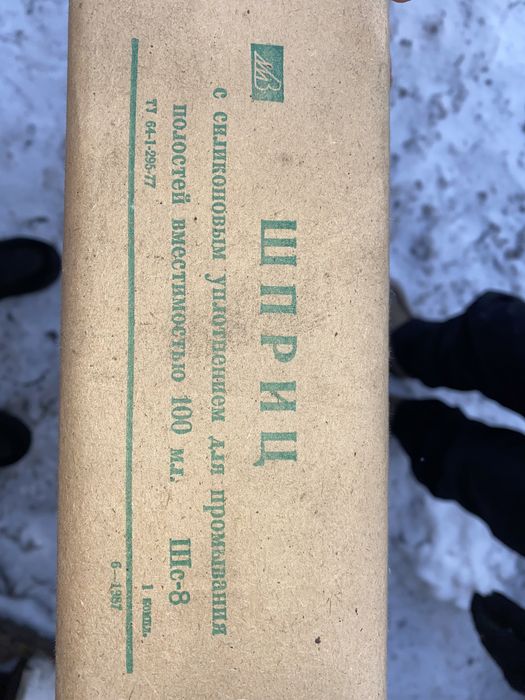 ШПРИЦ
с силиконовым уплотнением для промывания
полостей вместимостью 100 мл. Шс-8
ТУ 64-1-295-77
1 компл.
6—1987